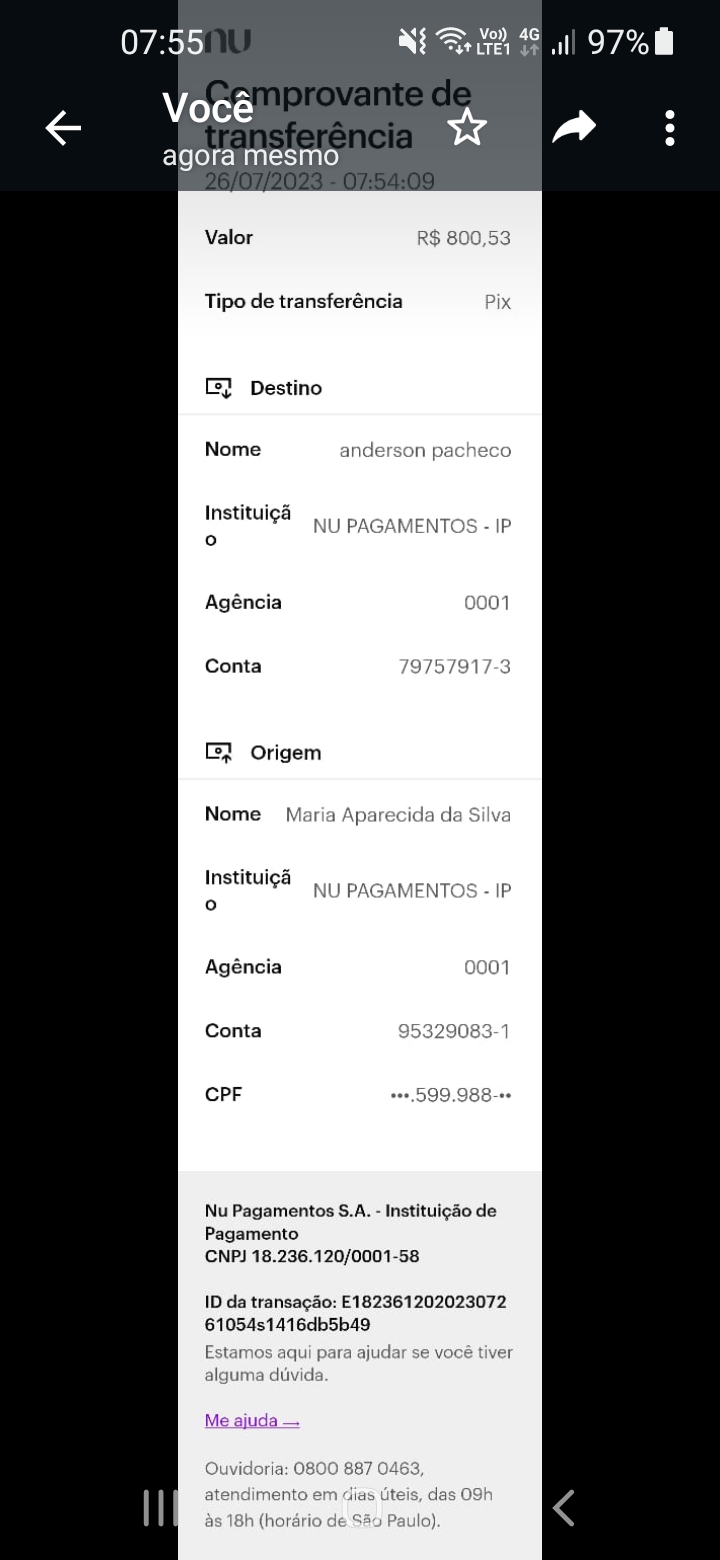 07:55 nu Vo)) LTE1 4G 97%
Comprovante de
Você
transferência
agora mesmo
26/07/2023 - 07:54:09
Valor R$ 800,53
Tipo de transferência Pix
Destino
Nome anderson pacheco
Instituiçã
o NU PAGAMENTOS - IP
Agência 0001
Conta 79757917-3
Origem
Nome Maria Aparecida da Silva
Instituiçã
o NU PAGAMENTOS - IP
Agência 0001
Conta 95329083-1
CPF •••.599.988-••
Nu Pagamentos S.A. - Instituição de
Pagamento
CNPJ 18.236.120/0001-58
ID da transação: E182361202023072
61054s1416db5b49
Estamos aqui para ajudar se você tiver
alguma dúvida.
Me ajuda →
Ouvidoria: 0800 887 0463,
atendimento em dias úteis, das 09h
às 18h (horário de São Paulo).